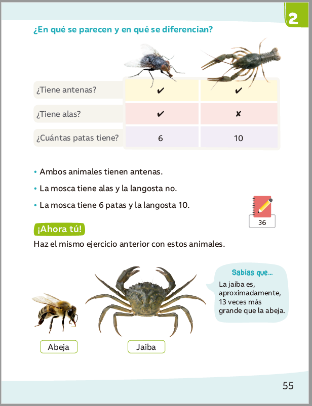 2
¿En qué se parecen y en qué se diferencian?
¿Tiene antenas? ✔ ✔
¿Tiene alas? ✔ ✘
¿Cuántas patas tiene? 6 10
• Ambos animales tienen antenas.
• La mosca tiene alas y la langosta no.
• La mosca tiene 6 patas y la langosta 10.
36
¡Ahora tú!
Haz el mismo ejercicio anterior con estos animales.
Sabías que...
La jaiba es,
aproximadamente,
13 veces más
grande que la abeja.
Abeja
Jaiba
55